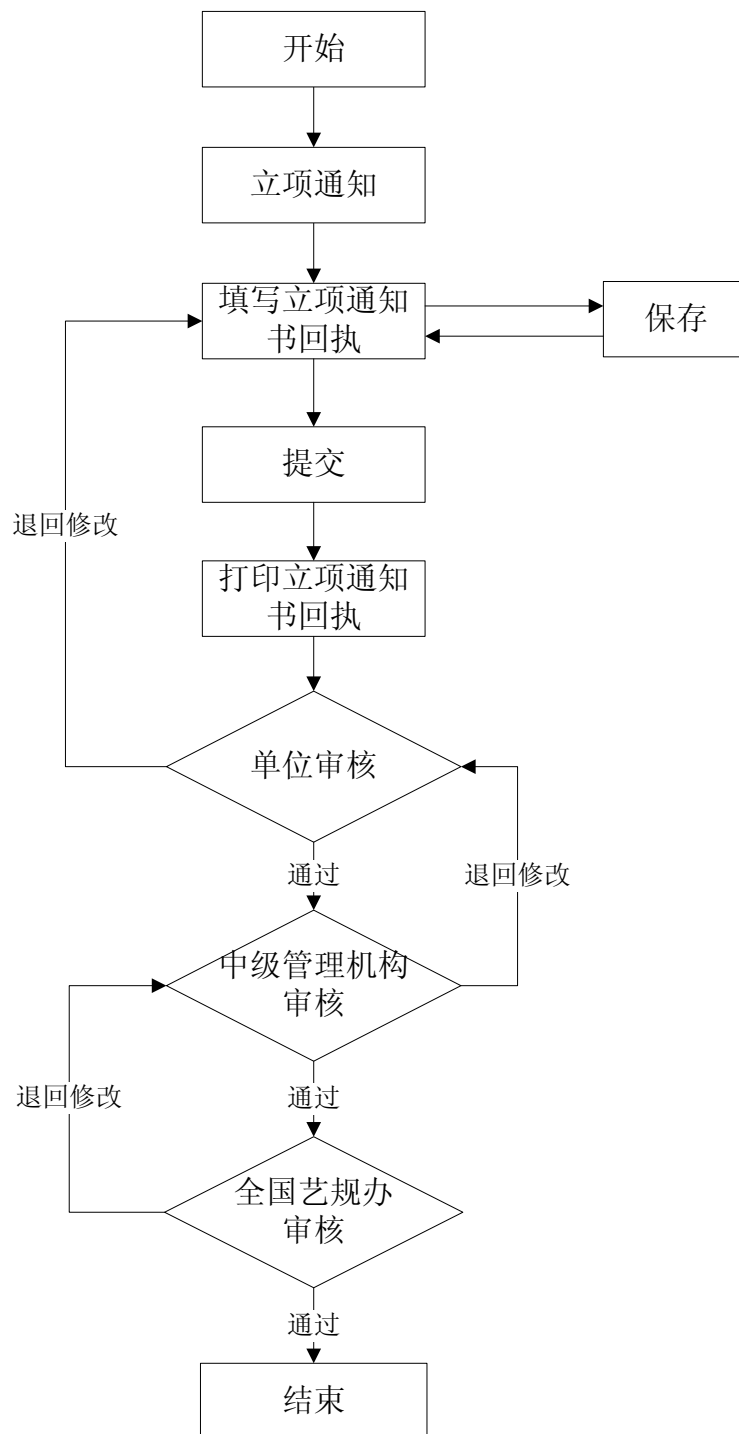 开始
立项通知
填写立项通知
书回执
保存
提交
退回修改
打印立项通知
书回执
单位审核
通过
退回修改
中级管理机构
审核
退回修改
通过
全国艺规办
审核
通过
结束